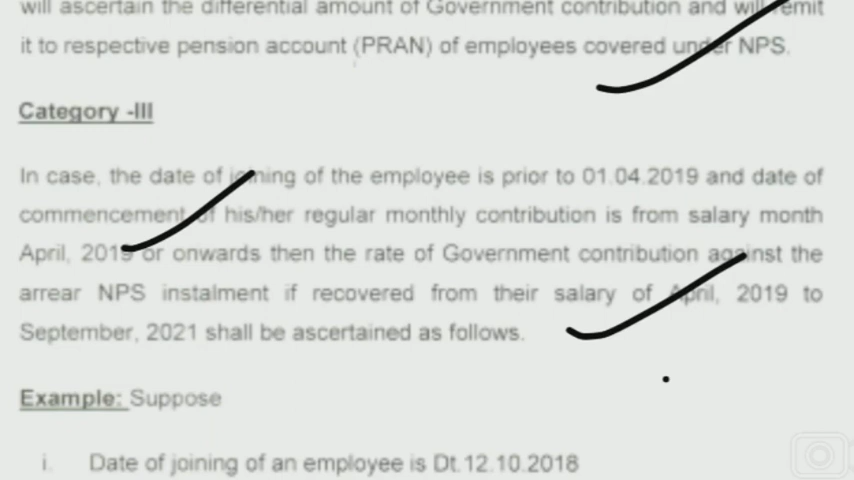 will ascertain the differential amount of Government contribution and will remit
it to respective pension account (PRAN) of employees covered under NPS.
Category -III
In case, the date of joining of the employee is prior to 01.04.2019 and date of
commencement of his/her regular monthly contribution is from salary month
April, 2019 or onwards then the rate of Government contribution against the
arrear NPS instalment if recovered from their salary of April, 2019 to
September, 2021 shall be ascertained as follows.
Example: Suppose
i. Date of joining of an employee is Dt.12.10.2018